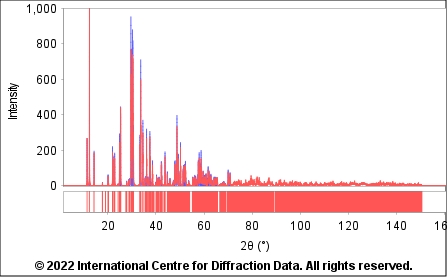 1,000
800
600
400
200
0
Intensity
20 40 60 80 100 120 140 16
2θ (°)
© 2022 International Centre for Diffraction Data. All rights reserved.